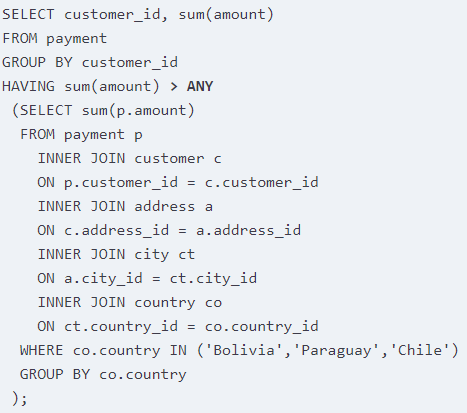 SELECT customer_id, sum(amount)
FROM payment
GROUP BY customer_id
HAVING sum(amount) > ANY
 (SELECT sum(p.amount)
  FROM payment p
    INNER JOIN customer c
    ON p.customer_id = c.customer_id
    INNER JOIN address a
    ON c.address_id = a.address_id
    INNER JOIN city ct
    ON a.city_id = ct.city_id
    INNER JOIN country co
    ON ct.country_id = co.country_id
  WHERE co.country IN ('Bolivia','Paraguay','Chile')
  GROUP BY co.country
 );